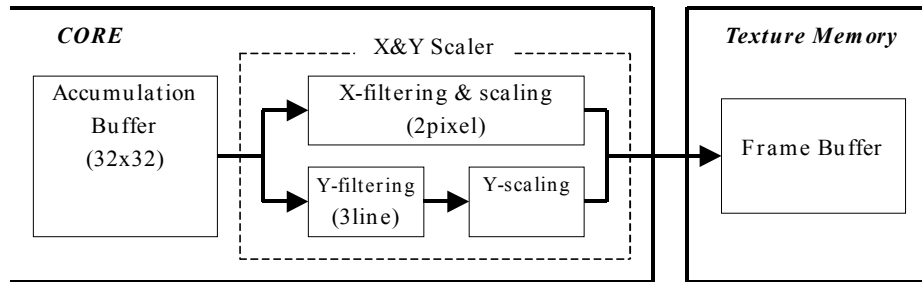 CORE
X&Y Scaler
Texture Memory
Accumulation
Buffer
(32x32)
X-filtering & scaling
(2pixel)
Y-filtering
(3line)
Y-scaling
Frame Buffer